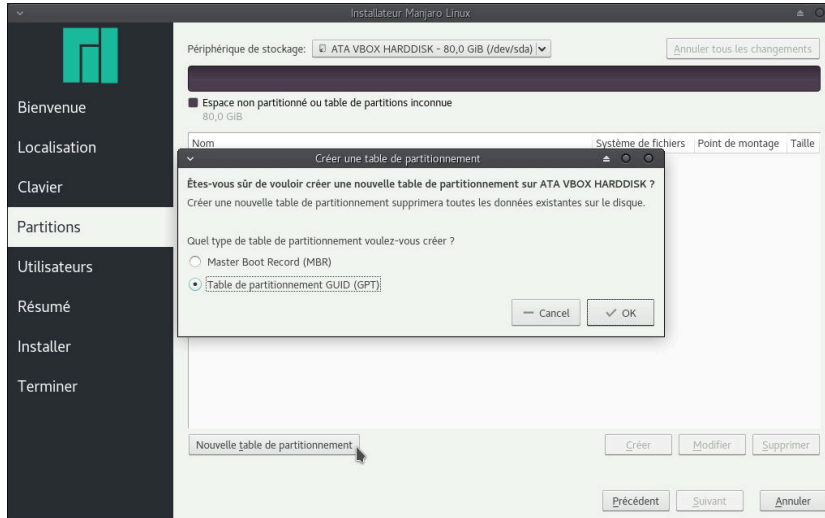 Installateur Manjaro Linux
Périphérique de stockage: ATA VBOX HARDDISK - 80,0 GiB (/dev/sda) Annuler tous les changements
Espace non partitionné ou table de partitions inconnue
80,0 GiB
Bienvenue
Localisation
Clavier
Partitions
Utilisateurs
Résumé
Installer
Terminer
Nom Système de fichiers Point de montage Taille
Créer une table de partitionnement
Êtes-vous sûr de vouloir créer une nouvelle table de partitionnement sur ATA VBOX HARDDISK ?
Créer une nouvelle table de partitionnement supprimera toutes les données existantes sur le disque.
Quel type de table de partitionnement voulez-vous créer ?
Master Boot Record (MBR)
Table de partitionnement GUID (GPT)
Cancel OK
Nouvelle table de partitionnement Créer Modifier Supprimer
Précédent Suivant Annuler